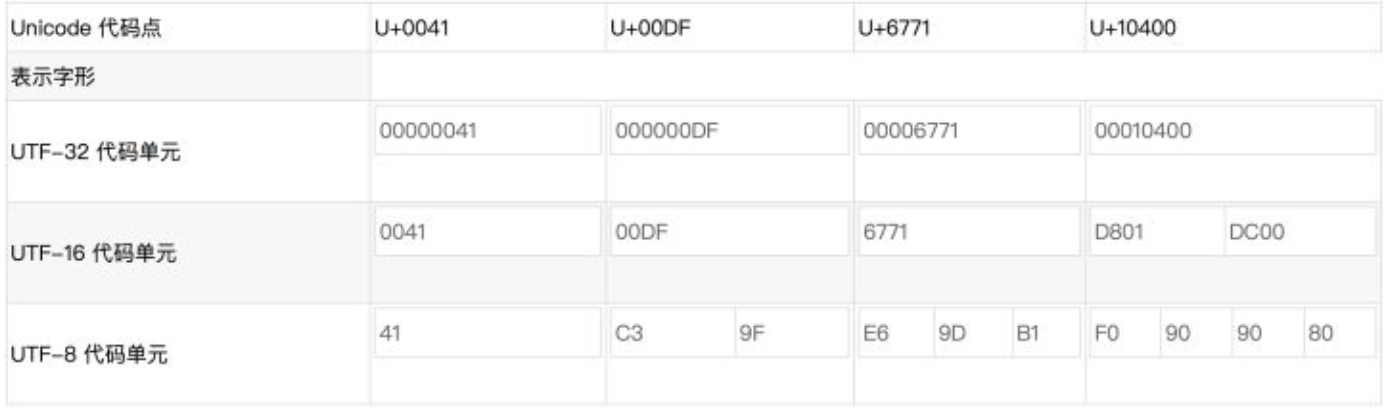 Unicode 代码点 U+0041 U+00DF U+6771 U+10400
表示字形
UTF-32 代码单元 00000041 000000DF 00006771 00010400
UTF-16 代码单元 0041 00DF 6771 D801 DC00
UTF-8 代码单元 41 C3 9F E6 9D B1 F0 90 90 80